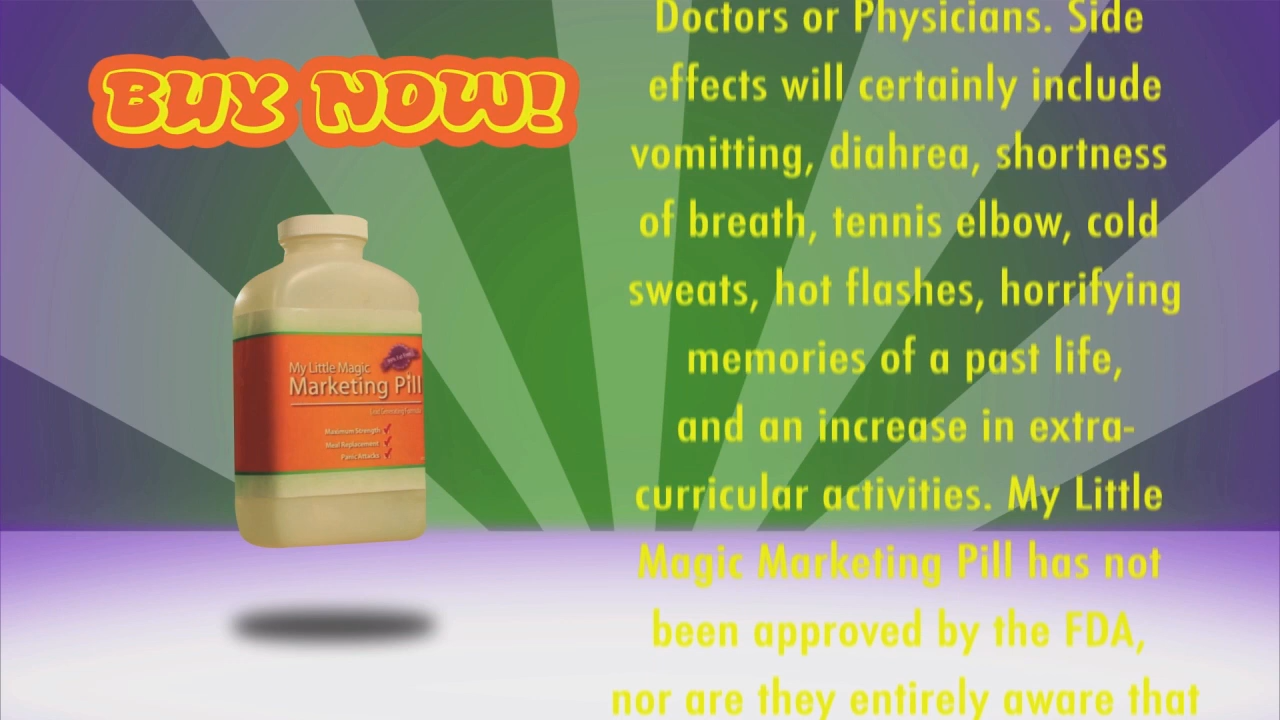 BUY NOW!
My Little Magic
Marketing Pill
Lead Generating Formula
Maximum Strength
Meal Replacement
Panic Attacks
Doctors or Physicians. Side
effects will certainly include
vomitting, diahrea, shortness
of breath, tennis elbow, cold
sweats, hot flashes, horrifying
memories of a past life,
and an increase in extra-
curricular activities. My Little
Magic Marketing Pill has not
been approved by the FDA,
nor are they entirely aware that